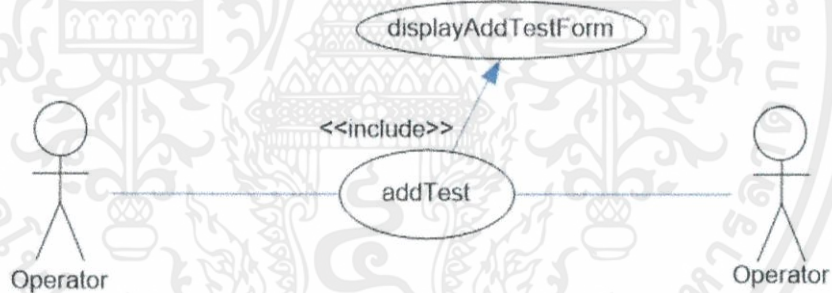 displayAddTestForm
<<include>>
addTest
Operator
Operator